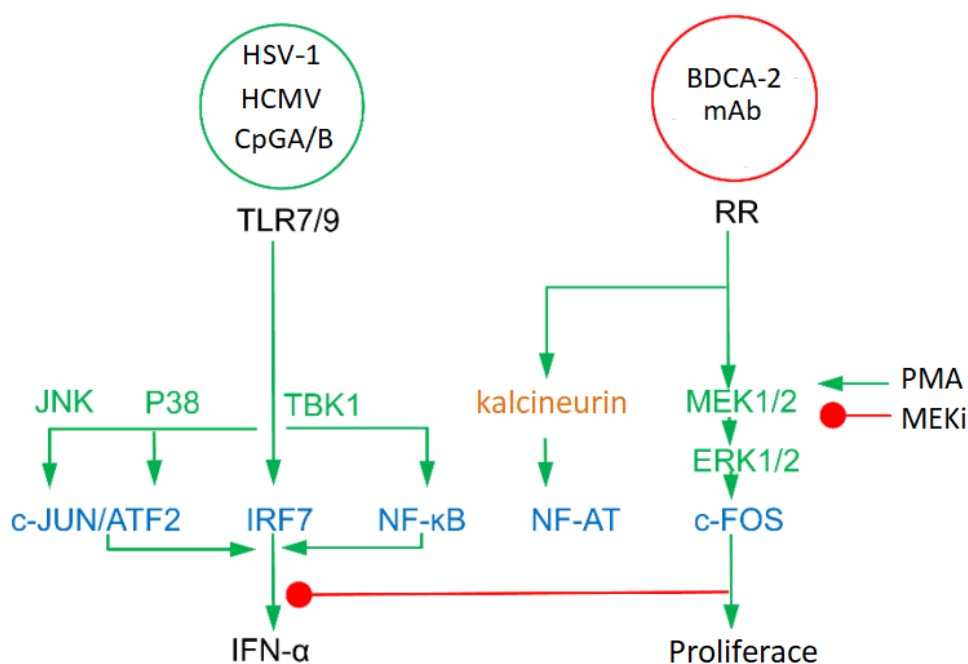 HSV-1
HCMV
CpGA/B
BDCA-2
mAb
TLR7/9
RR
JNK
P38
TBK1
kalcineurin
MEK1/2
PMA
MEKi
ERK1/2
c-JUN/ATF2
IRF7
NF-κB
NF-AT
c-FOS
IFN-α
Proliferace